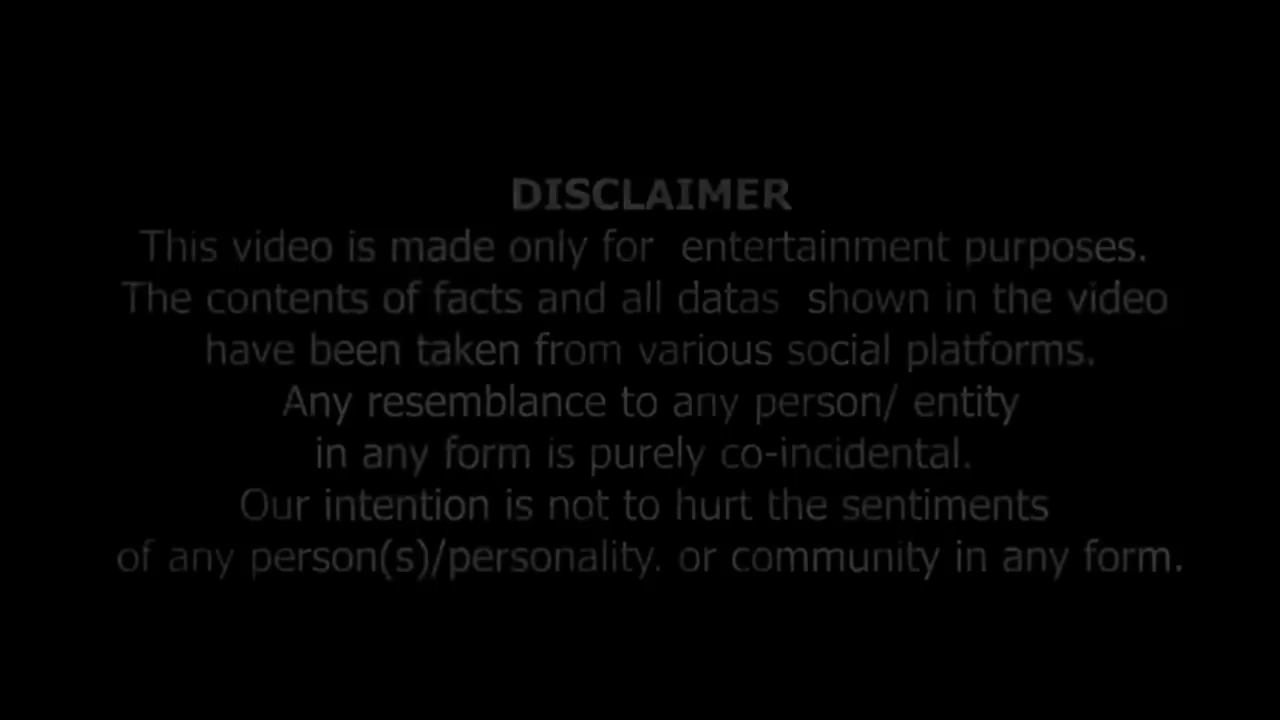 DISCLAIMER
This video is made only for entertainment purposes.
The contents of facts and all datas shown in the video
have been taken from various social platforms.
Any resemblance to any person/ entity
in any form is purely co-incidental.
Our intention is not to hurt the sentiments
of any person(s)/personality. or community in any form.